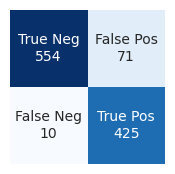 True Neg
554
False Pos
71
False Neg
10
True Pos
425